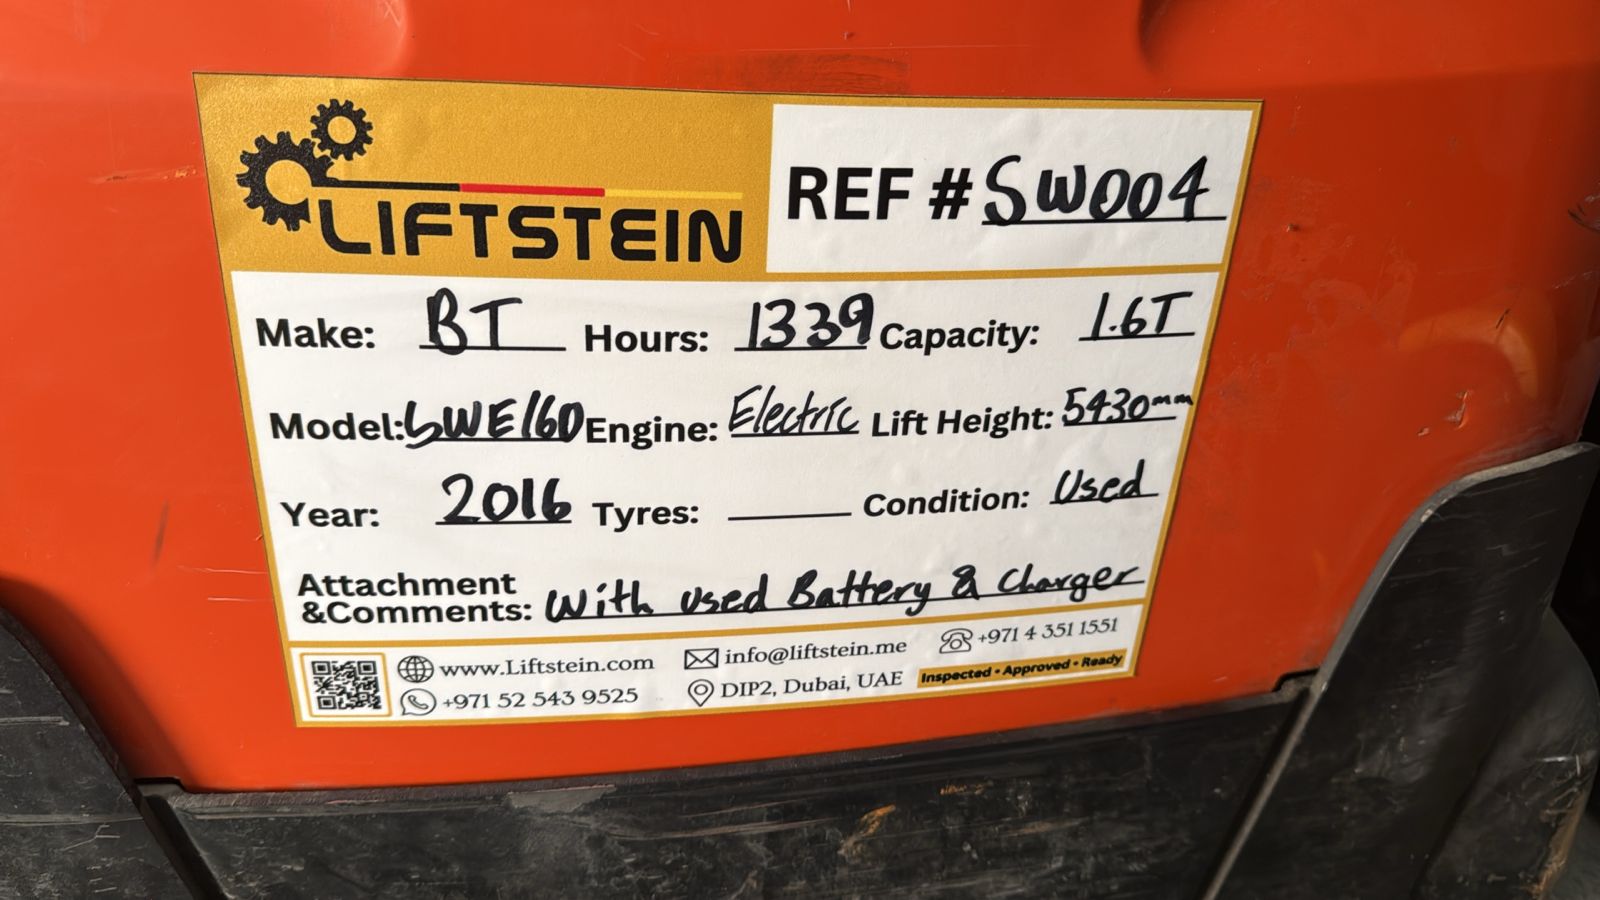 LIFTSTEIN
REF # SW004
Make: BT Hours: 1339 Capacity: 1.6T
Model: SWE160 Engine: Electric Lift Height: 5430mm
Year: 2016 Tyres: Condition: Used
Attachment
&Comments: With used Battery & Charger
www.Liftstein.com info@liftstein.me +971 4 351 1551
+971 52 543 9525 DIP2, Dubai, UAE Inspected • Approved • Ready